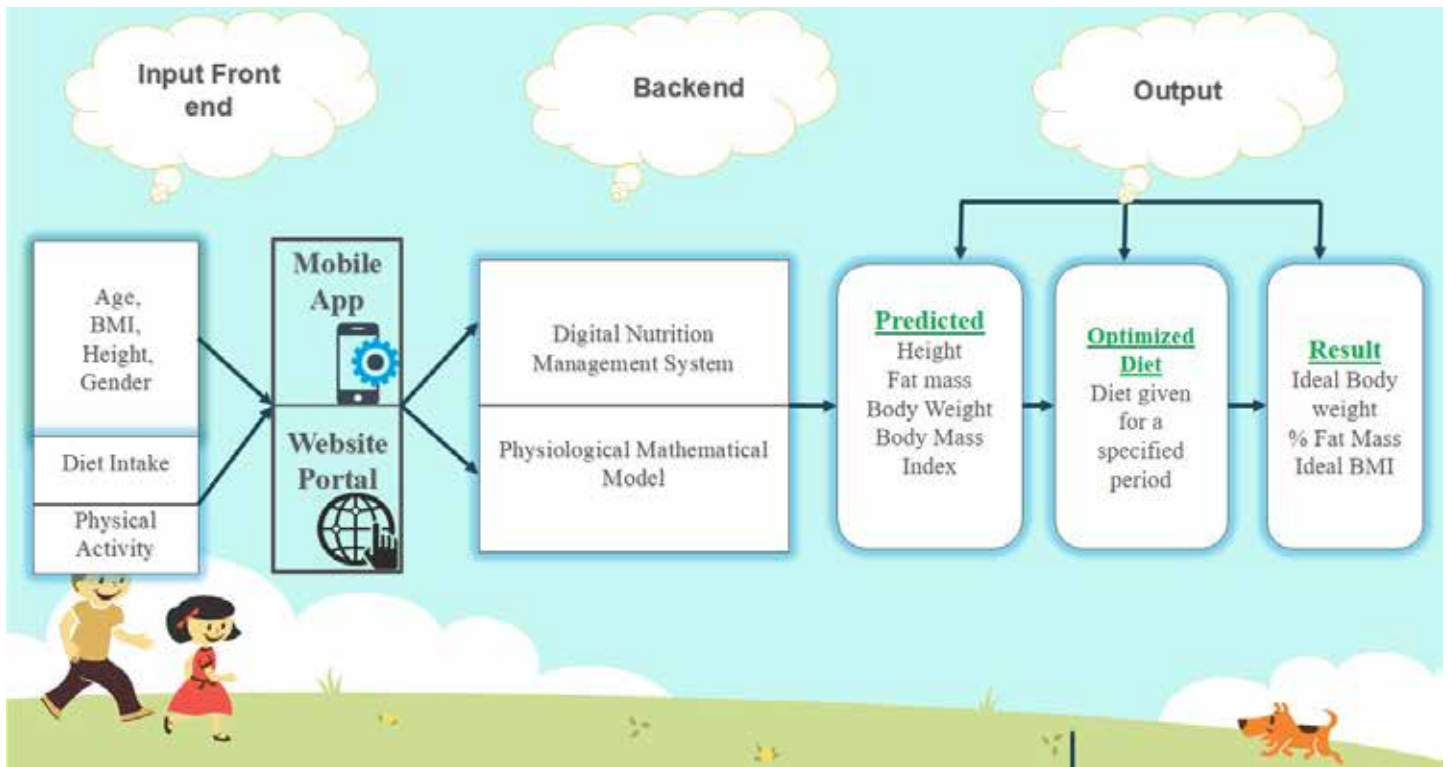 Input Front
end
Backend
Output
Age,
BMI,
Height,
Gender
Diet Intake
Physical
Activity
Mobile
App
Website
Portal
Digital Nutrition
Management System
Physiological Mathematical
Model
Predicted
Height
Fat mass
Body Weight
Body Mass
Index
Optimized
Diet
Diet given
for a
specified
period
Result
Ideal Body
weight
% Fat Mass
Ideal BMI